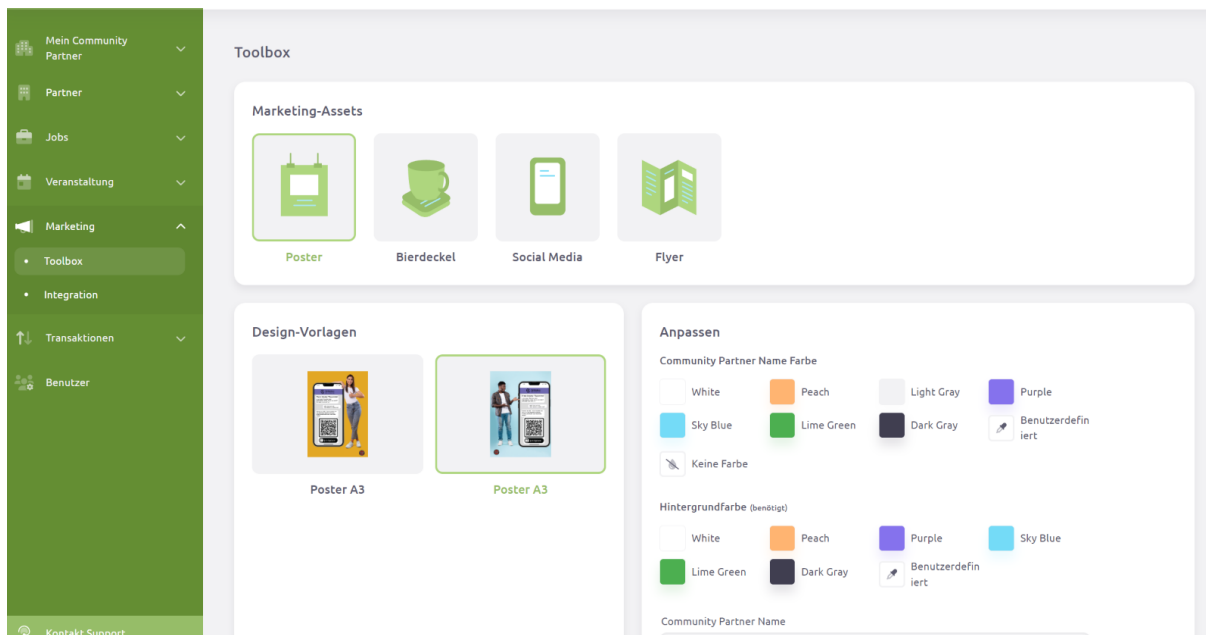 Mein Community
Partner
Partner
Jobs
Veranstaltung
Marketing
Toolbox
Integration
Transaktionen
Benutzer
Kontakt Support
Toolbox
Marketing-Assets
Poster
Bierdeckel
Social Media
Flyer
Design-Vorlagen
Poster A3
Poster A3
Anpassen
Community Partner Name Farbe
White
Peach
Light Gray
Purple
Sky Blue
Lime Green
Dark Gray
Benutzerdefin
iert
Keine Farbe
Hintergrundfarbe (benötigt)
White
Peach
Purple
Sky Blue
Lime Green
Dark Gray
Benutzerdefin
iert
Community Partner Name